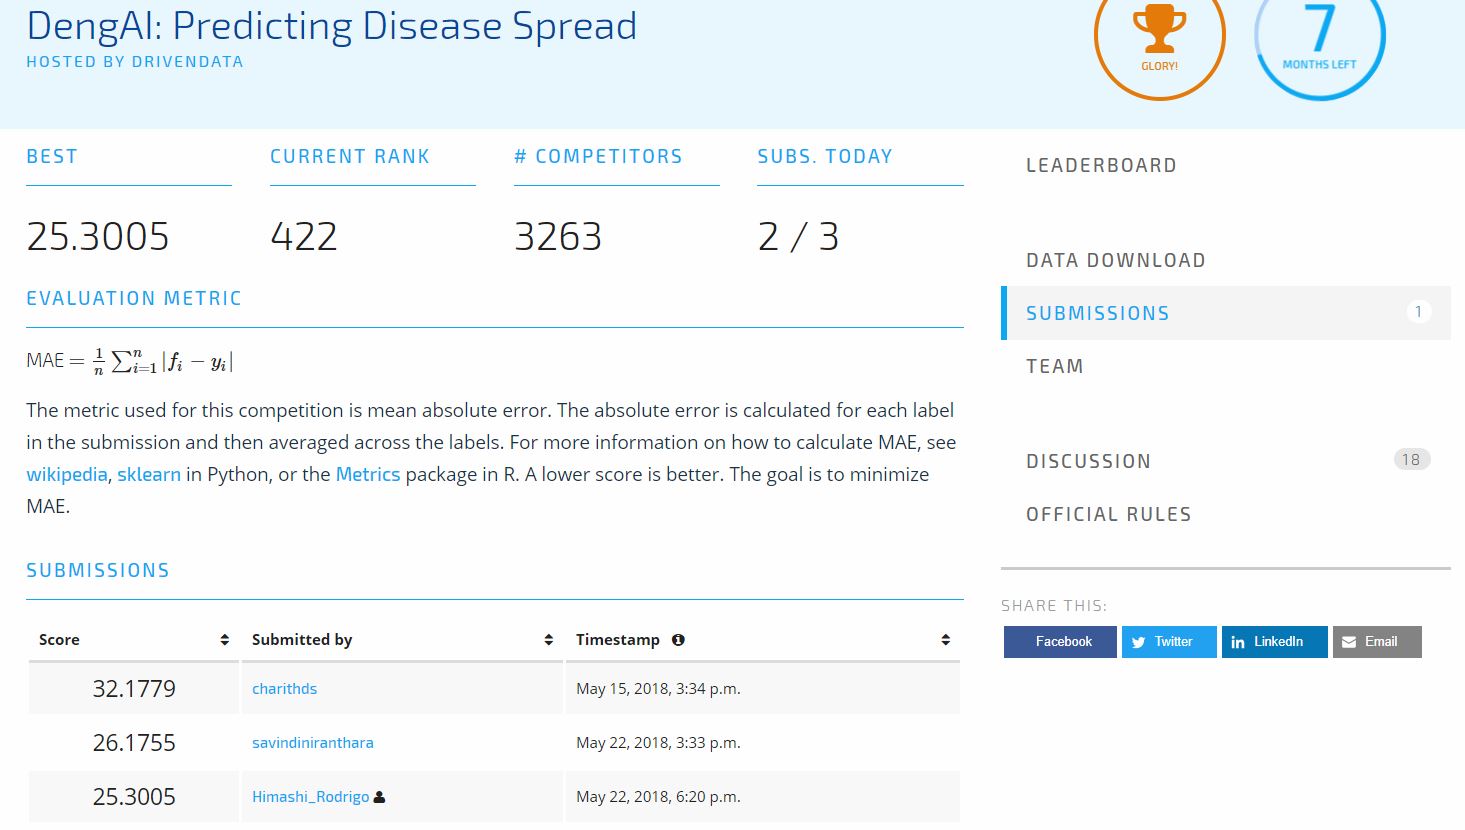 DengAI: Predicting Disease Spread
HOSTED BY DRIVENDATA
GLORY!
7
MONTHS LEFT
BEST
CURRENT RANK
# COMPETITORS
SUBS. TODAY
25.3005
422
3263
2 / 3
EVALUATION METRIC
MAE = 1/n ∑ⁿᵢ₌₁ |fᵢ − yᵢ|
The metric used for this competition is mean absolute error. The absolute error is calculated for each label
in the submission and then averaged across the labels. For more information on how to calculate MAE, see
wikipedia, sklearn in Python, or the Metrics package in R. A lower score is better. The goal is to minimize
MAE.
SUBMISSIONS
Score Submitted by Timestamp
32.1779 charithds May 15, 2018, 3:34 p.m.
26.1755 savindiniranthara May 22, 2018, 3:33 p.m.
25.3005 Himashi_Rodrigo May 22, 2018, 6:20 p.m.
LEADERBOARD
DATA DOWNLOAD
SUBMISSIONS 1
TEAM
DISCUSSION 18
OFFICIAL RULES
SHARE THIS:
Facebook Twitter LinkedIn Email